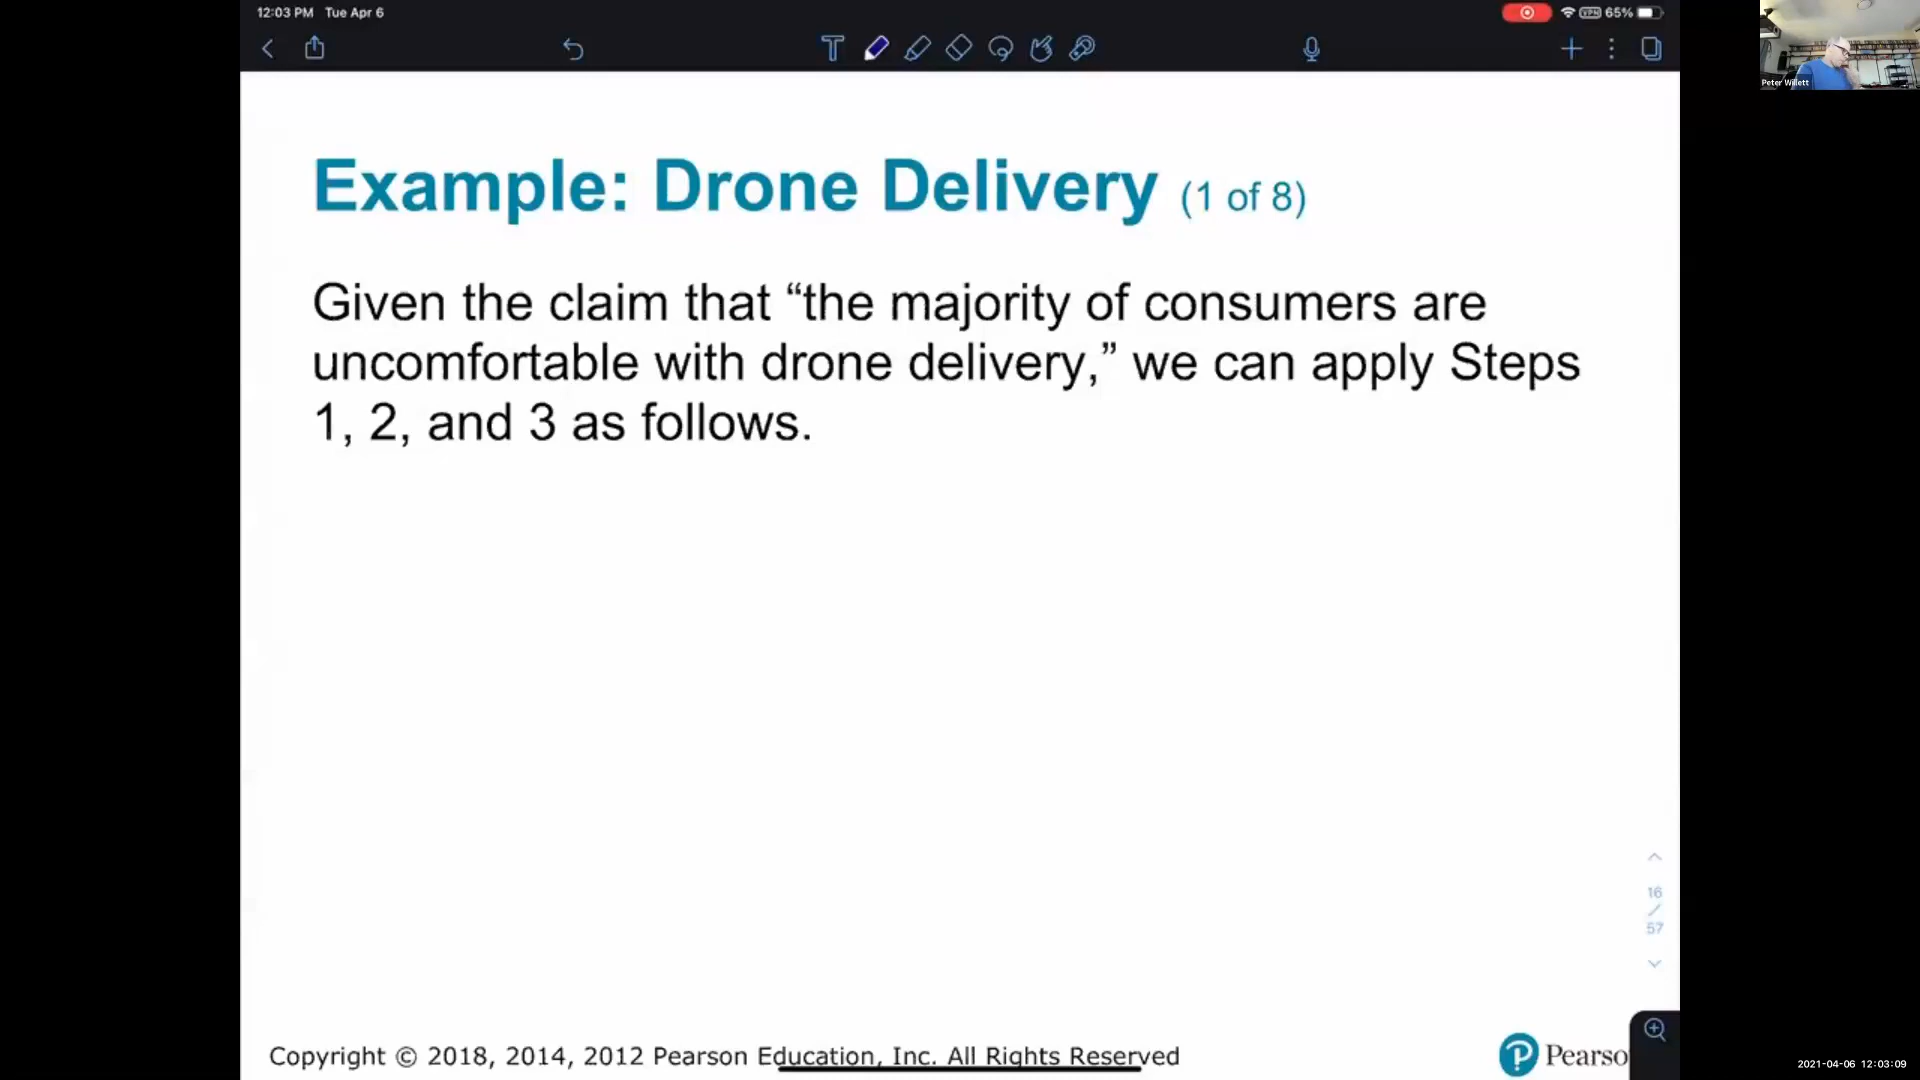 12:03 PM Tue Apr 6
VPN 65%
Peter Willett
Example: Drone Delivery (1 of 8)
Given the claim that “the majority of consumers are
uncomfortable with drone delivery,” we can apply Steps
1, 2, and 3 as follows.
16
/
57
Copyright © 2018, 2014, 2012 Pearson Education, Inc. All Rights Reserved
Pearso
2021-04-06 12:03:09